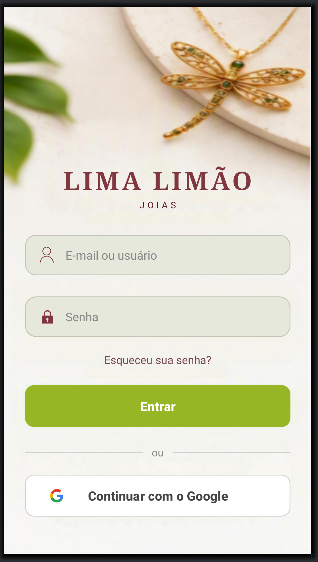 LIMA LIMÃO
JOIAS
E-mail ou usuário
Senha
Esqueceu sua senha?
Entrar
ou
Continuar com o Google